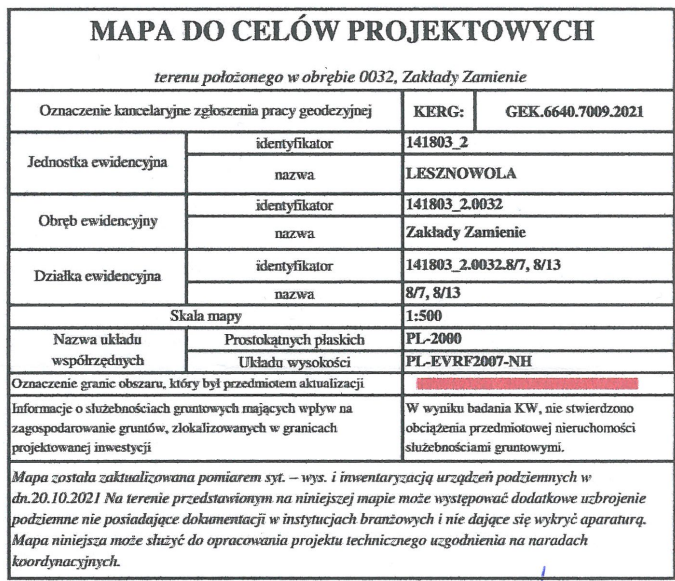 MAPA DO CELÓW PROJEKTOWYCH
terenu położonego w obrębie 0032, Zakłady Zamienie
Oznaczenie kancelaryjne zgłoszenia pracy geodezyjnej KERG: GEK.6640.7009.2021
Jednostka ewidencyjna
identyfikator 141803_2
nazwa LESZNOWOLA
Obręb ewidencyjny
identyfikator 141803_2.0032
nazwa Zakłady Zamienie
Działka ewidencyjna
identyfikator 141803_2.0032.8/7, 8/13
nazwa 8/7, 8/13
Skala mapy 1:500
Nazwa układu
współrzędnych
Prostokątnych płaskich PL-2000
Układu wysokości PL-EVRF2007-NH
Oznaczenie granic obszaru, który był przedmiotem aktualizacji
Informacje o służebnościach gruntowych mających wpływ na
zagospodarowanie gruntów, zlokalizowanych w granicach
projektowanej inwestycji
W wyniku badania KW, nie stwierdzono
obciążenia przedmiotowej nieruchomości
służebnościami gruntowymi.
Mapa została zaktualizowana pomiarem syt. – wys. i inwentaryzacją urządzeń podziemnych w
dn.20.10.2021 Na terenie przedstawionym na niniejszej mapie może występować dodatkowe uzbrojenie
podziemne nie posiadające dokumentacji w instytucjach branżowych i nie dające się wykryć aparaturą.
Mapa niniejsza może służyć do opracowania projektu technicznego uzgodnienia na naradach
koordynacyjnych.